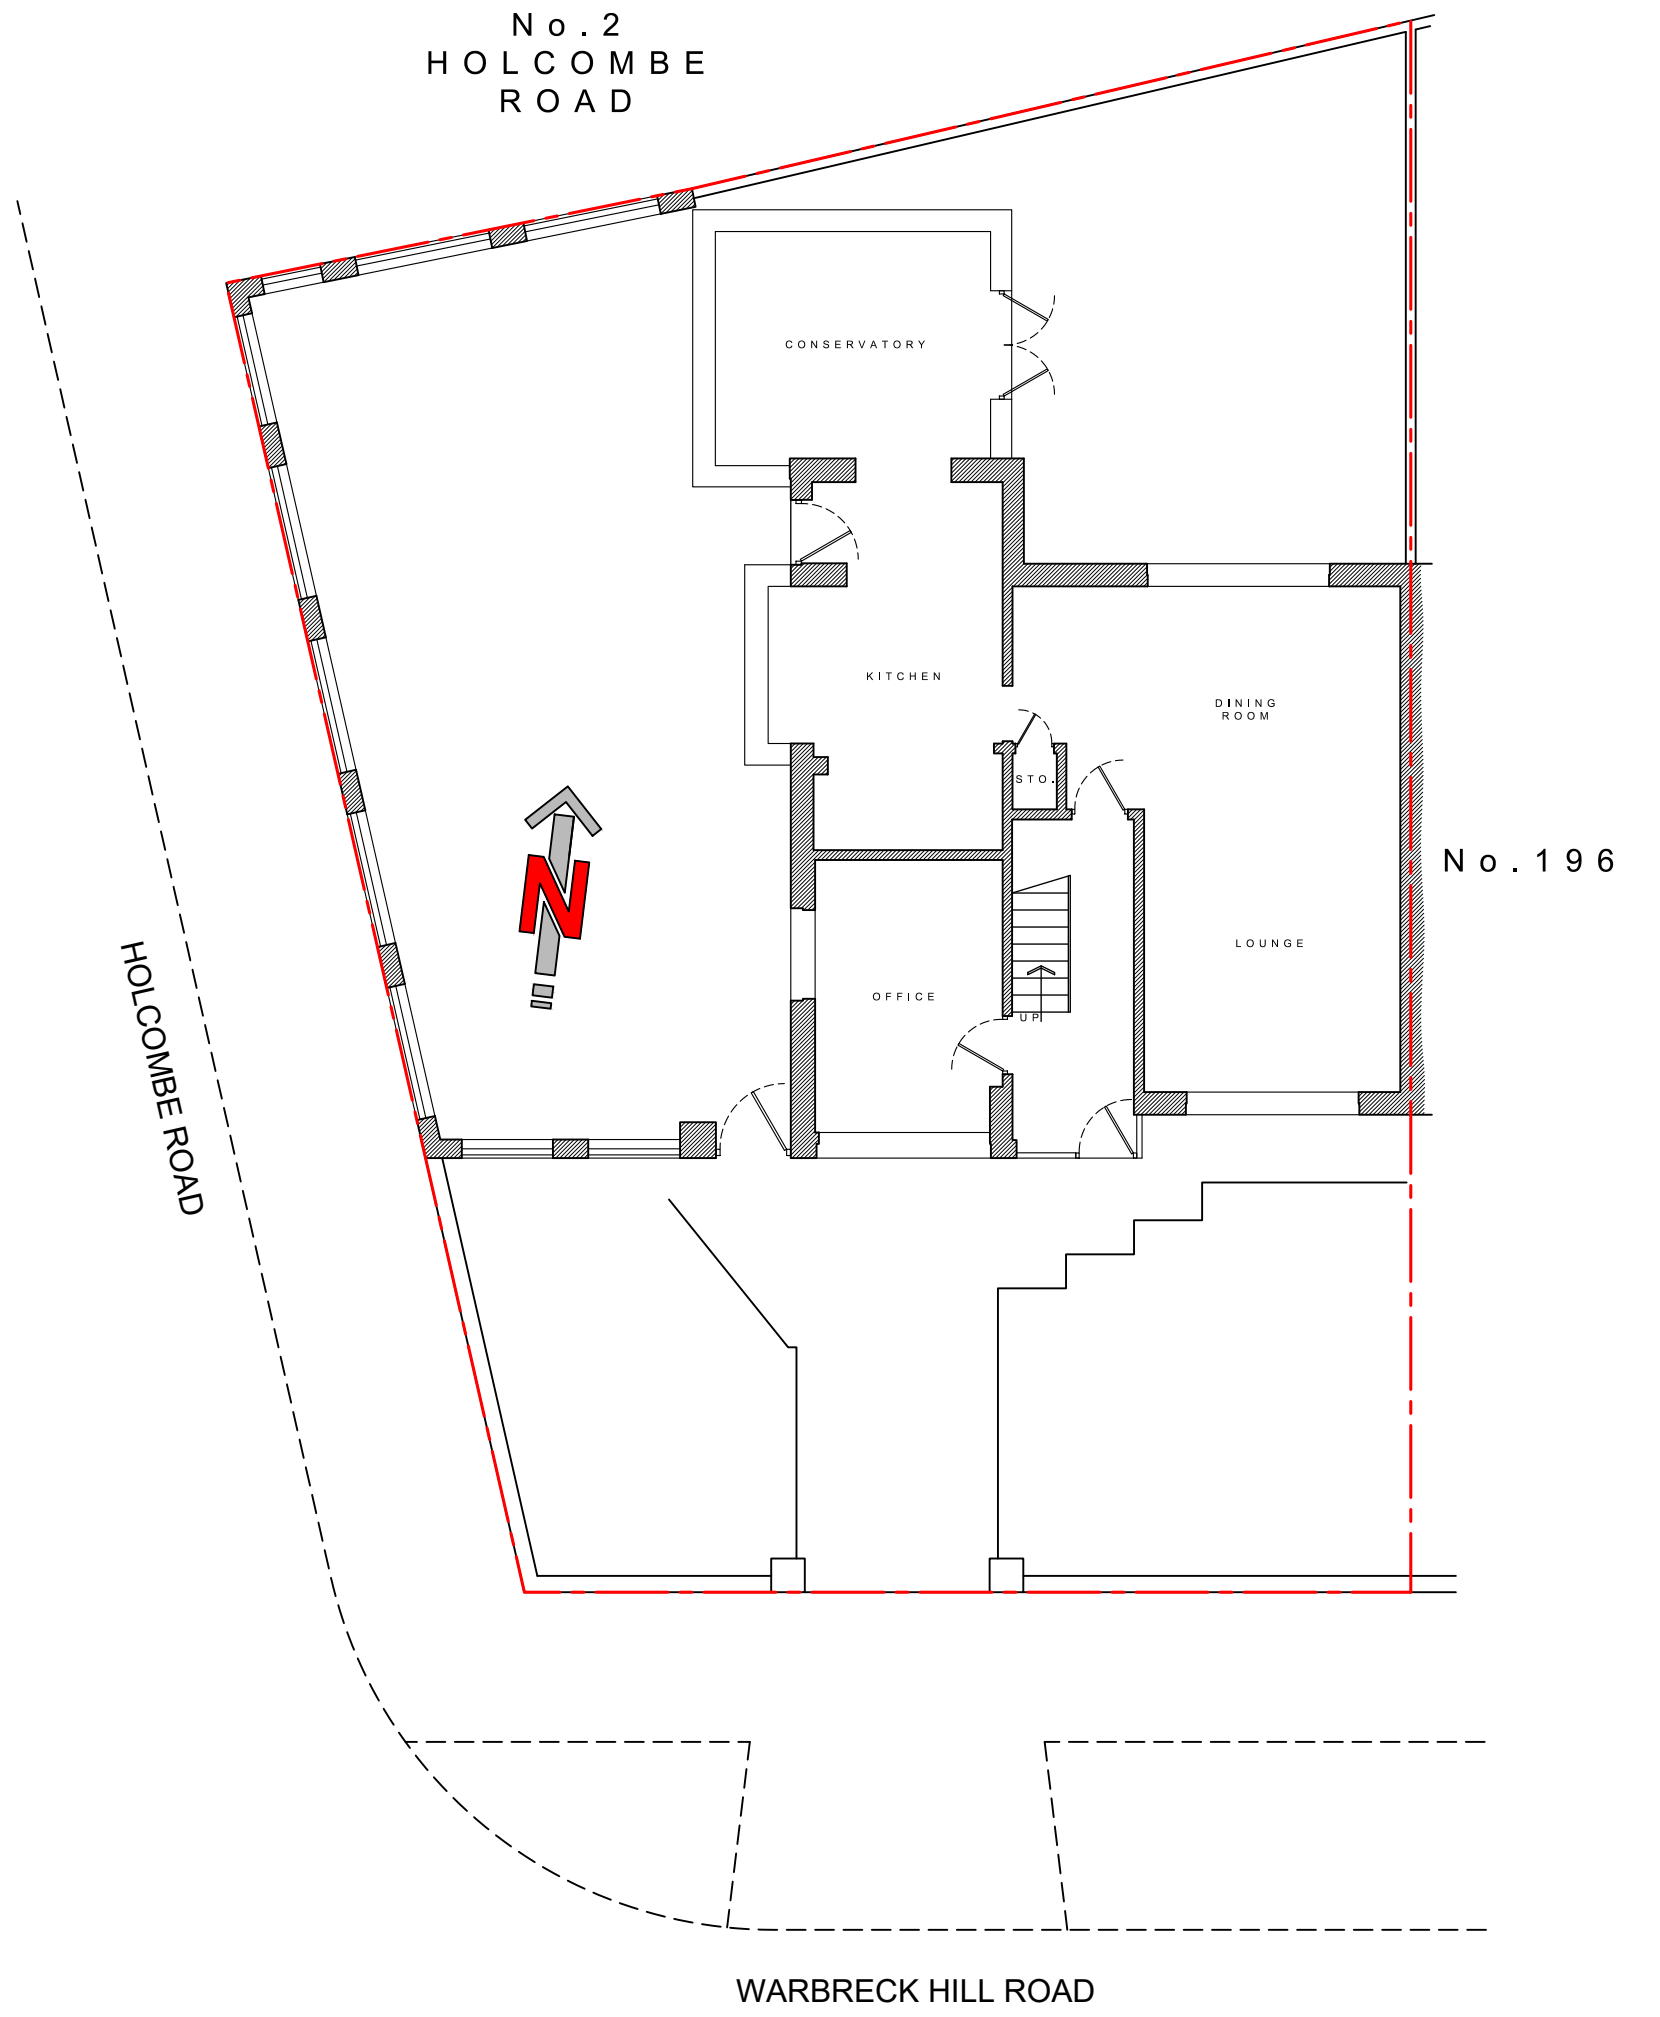 No.2
HOLCOMBE
ROAD
CONSERVATORY
KITCHEN
DINING
ROOM
STO.
No.196
N
LOUNGE
OFFICE
UP
HOLCOMBE ROAD
WARBRECK HILL ROAD